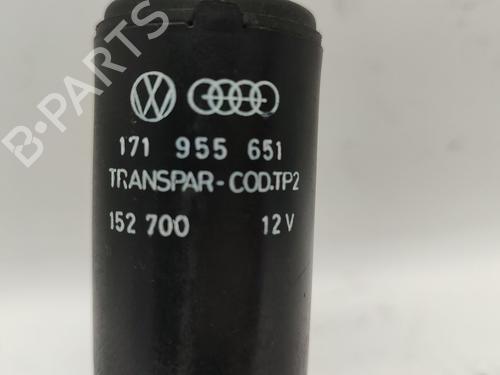 B-PARTS
171 955 651
TRANSPAR-COD.TP2
152 700 12V